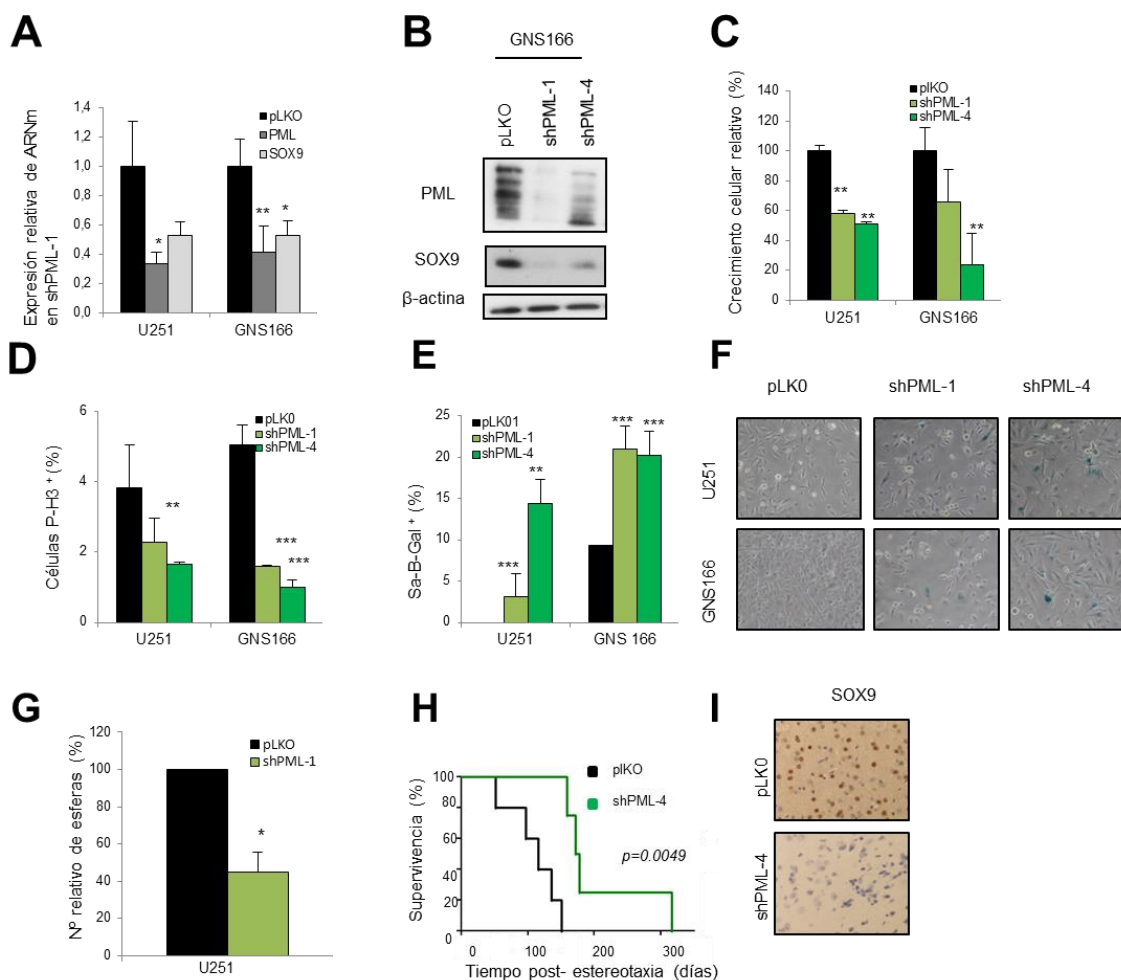 A
Expresión relativa de ARNm
en shPML-1
1,4
1,2
1,0
0,8
0,6
0,4
0,2
0,0
pLKO
PML
SOX9
*
**
*
U251
GNS166
B
GNS166
pLKO
shPML-1
shPML-4
PML
SOX9
β-actina
C
Crecimiento celular relativo (%)
140
120
100
80
60
40
20
0
plKO
shPML-1
shPML-4
**
**
**
U251
GNS166
D
Células P-H3 + (%)
6
4
2
0
pLK0
shPML-1
shPML-4
**
***
***
U251
GNS166
E
Sa-B-Gal + (%)
25
20
15
10
5
0
pLK01
shPML-1
shPML-4
***
**
***
***
U251
GNS 166
F
pLK0
shPML-1
shPML-4
U251
GNS166
G
Nº relativo de esferas (%)
120
100
80
60
40
20
0
pLKO
shPML-1
*
U251
H
Supervivencia (%)
100
80
60
40
20
plKO
shPML-4
p=0.0049
0
100
200
300
Tiempo post- estereotaxia (días)
I
SOX9
pLK0
shPML-4